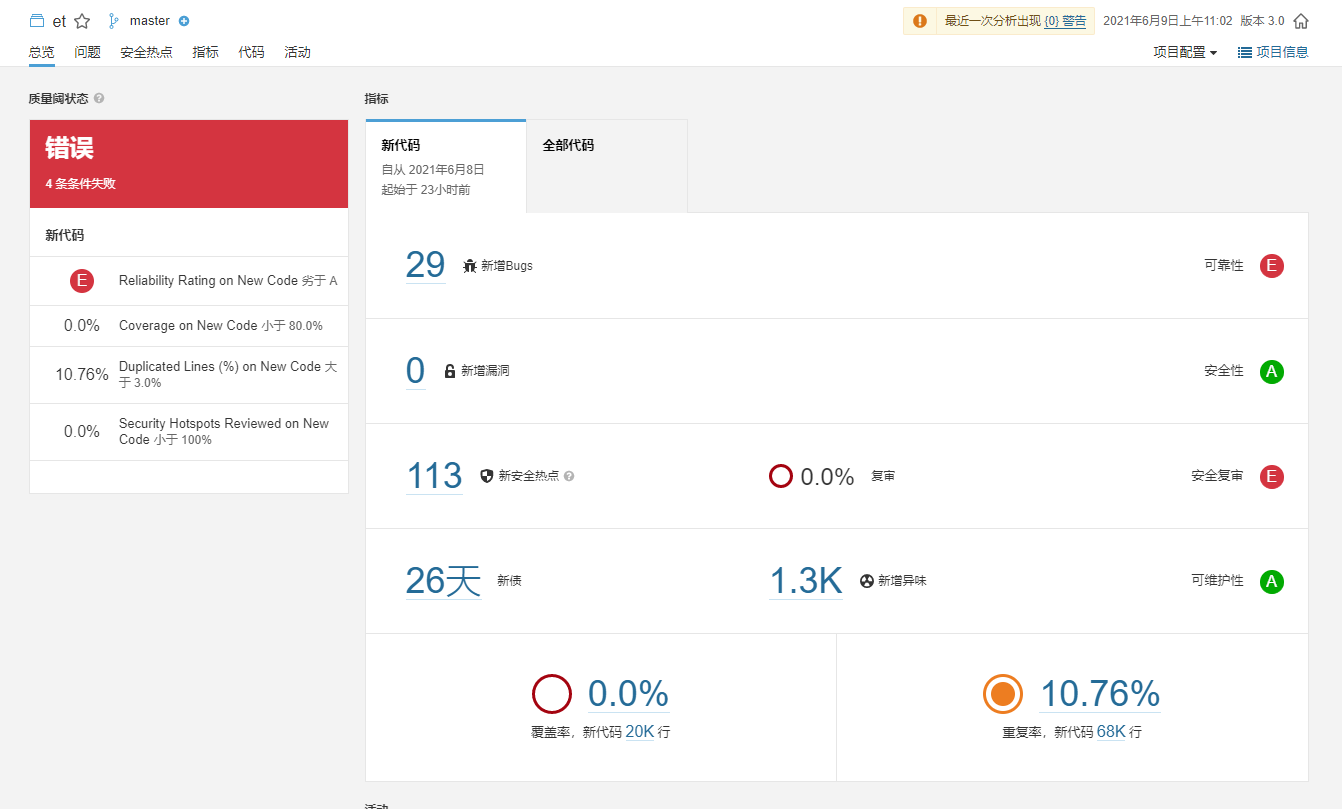 et master
最近一次分析出现 {0} 警告 2021年6月9日上午11:02 版本 3.0
总览 问题 安全热点 指标 代码 活动
项目配置 项目信息
质量阈状态
错误
4 条条件失败
新代码
E Reliability Rating on New Code 劣于 A
0.0% Coverage on New Code 小于 80.0%
10.76% Duplicated Lines (%) on New Code 大
于 3.0%
0.0% Security Hotspots Reviewed on New
Code 小于 100%
指标
新代码
自从 2021年6月8日
起始于 23小时前
全部代码
29 新增Bugs 可靠性 E
0 新增漏洞 安全性 A
113 新安全热点 0.0% 复审 安全复审 E
26天 新债 1.3K 新增异味 可维护性 A
0.0%
覆盖率，新代码 20K 行
10.76%
重复率，新代码 68K 行
活动